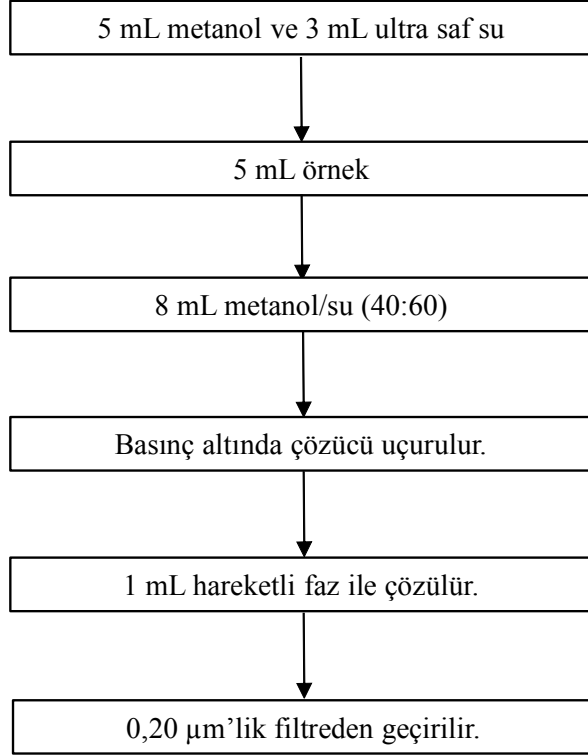 5 mL metanol ve 3 mL ultra saf su
5 mL örnek
8 mL metanol/su (40:60)
Basınç altında çözücü uçurulur.
1 mL hareketli faz ile çözülür.
0,20 µm’lik filtreden geçirilir.